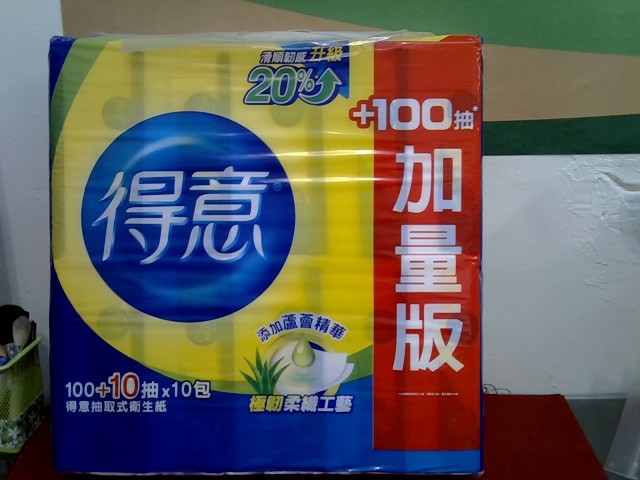 滑順韌感 升級
20%
+100抽*
加量版
得意®
添加蘆薈精華
極韌柔織工藝
100+10抽x10包
得意抽取式衛生紙